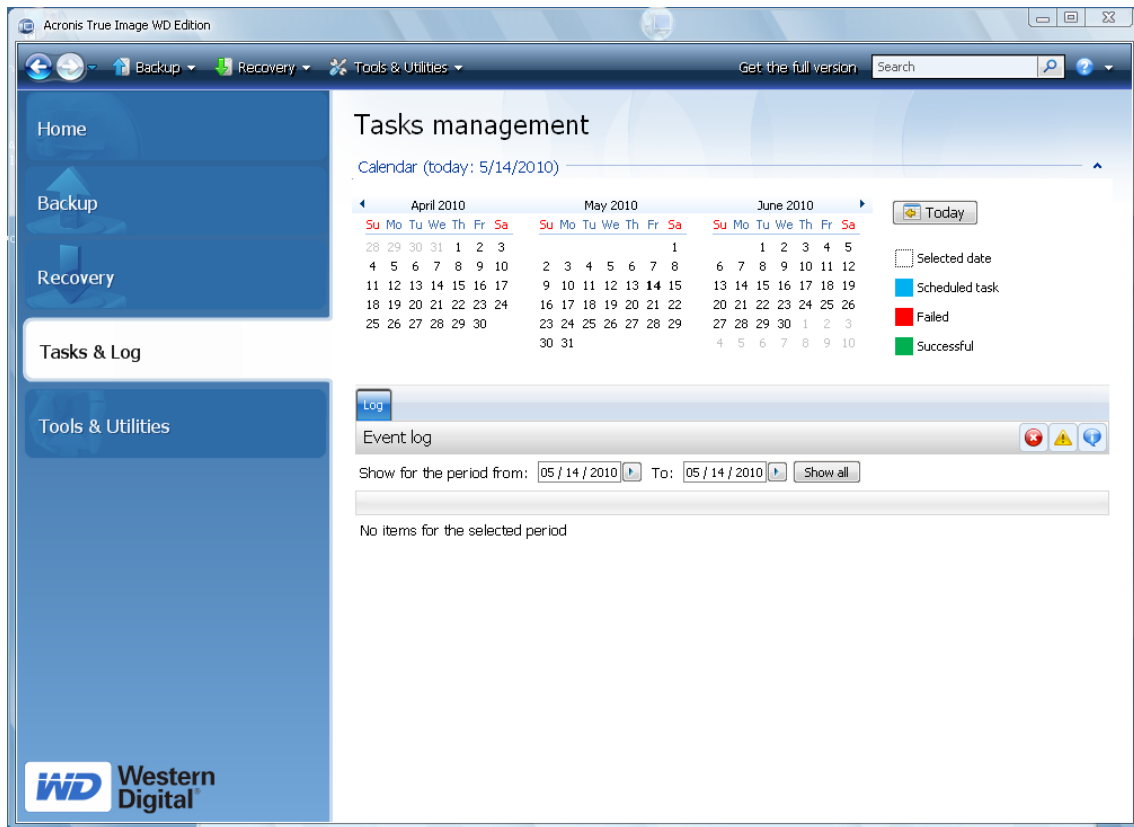 Acronis True Image WD Edition
Backup Recovery Tools & Utilities Get the full version Search
Home
Backup
Recovery
Tasks & Log
Tools & Utilities
Tasks management
Calendar (today: 5/14/2010)
April 2010 May 2010 June 2010
Today
Su Mo Tu We Th Fr Sa Su Mo Tu We Th Fr Sa Su Mo Tu We Th Fr Sa
28 29 30 31 1 2 3 1 1 2 3 4 5
4 5 6 7 8 9 10 2 3 4 5 6 7 8 6 7 8 9 10 11 12
11 12 13 14 15 16 17 9 10 11 12 13 14 15 13 14 15 16 17 18 19
18 19 20 21 22 23 24 16 17 18 19 20 21 22 20 21 22 23 24 25 26
25 26 27 28 29 30 23 24 25 26 27 28 29 27 28 29 30 1 2 3
30 31 4 5 6 7 8 9 10
Selected date
Scheduled task
Failed
Successful
Log
Event log
Show for the period from: 05 / 14 / 2010 To: 05 / 14 / 2010 Show all
No items for the selected period
WD Western
Digital®